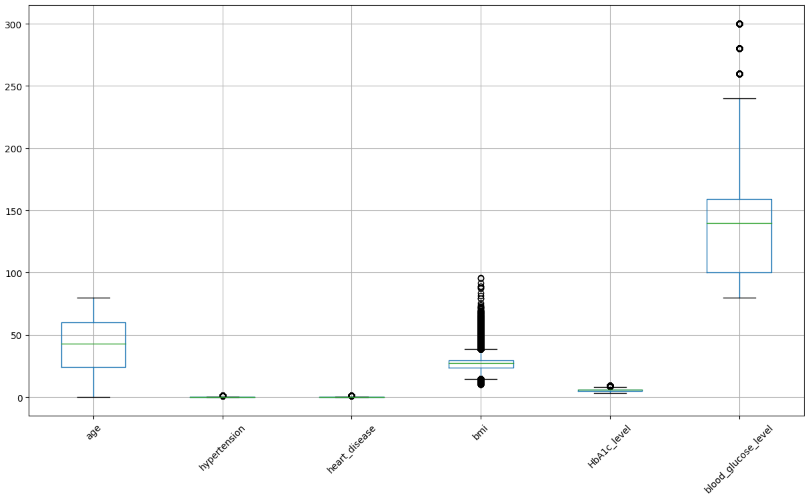 300
250
200
150
100
50
0
age
hypertension
heart_disease
bmi
HbA1c_level
blood_glucose_level